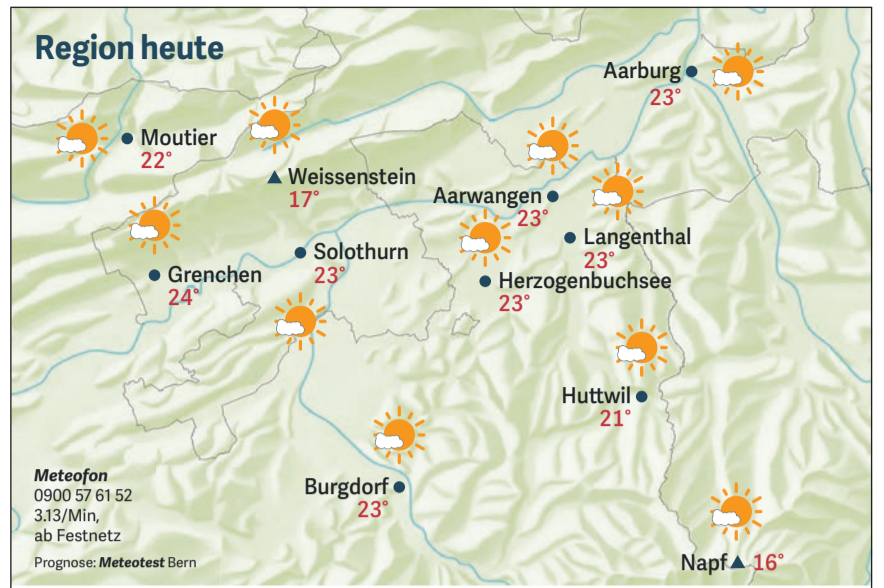 Region heute
Aarburg
23°
Moutier
22°
Weissenstein
17°
Aarwangen
23°
Langenthal
23°
Solothurn
23°
Grenchen
24°
Herzogenbuchsee
23°
Huttwil
21°
Burgdorf
23°
Napf 16°
Meteofon
0900 57 61 52
3.13/Min,
ab Festnetz
Prognose: Meteotest Bern